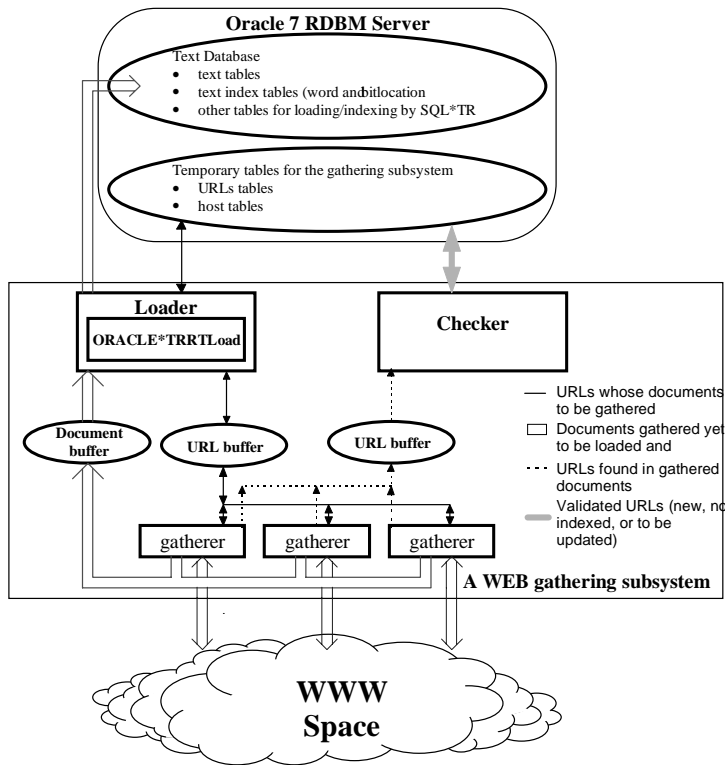 Oracle 7 RDBM Server
Text Database
• text tables
• text index tables (word andbitlocation
• other tables for loading/indexing by SQL*TR
Temporary tables for the gathering subsystem
• URLs tables
• host tables
Loader
ORACLE*TRRTLoad
Checker
URLs whose documents
to be gathered
Documents gathered yet
to be loaded and
URLs found in gathered
documents
Validated URLs (new, no
indexed, or to be
updated)
Document
buffer
URL buffer
URL buffer
gatherer
gatherer
gatherer
A WEB gathering subsystem
WWW
Space